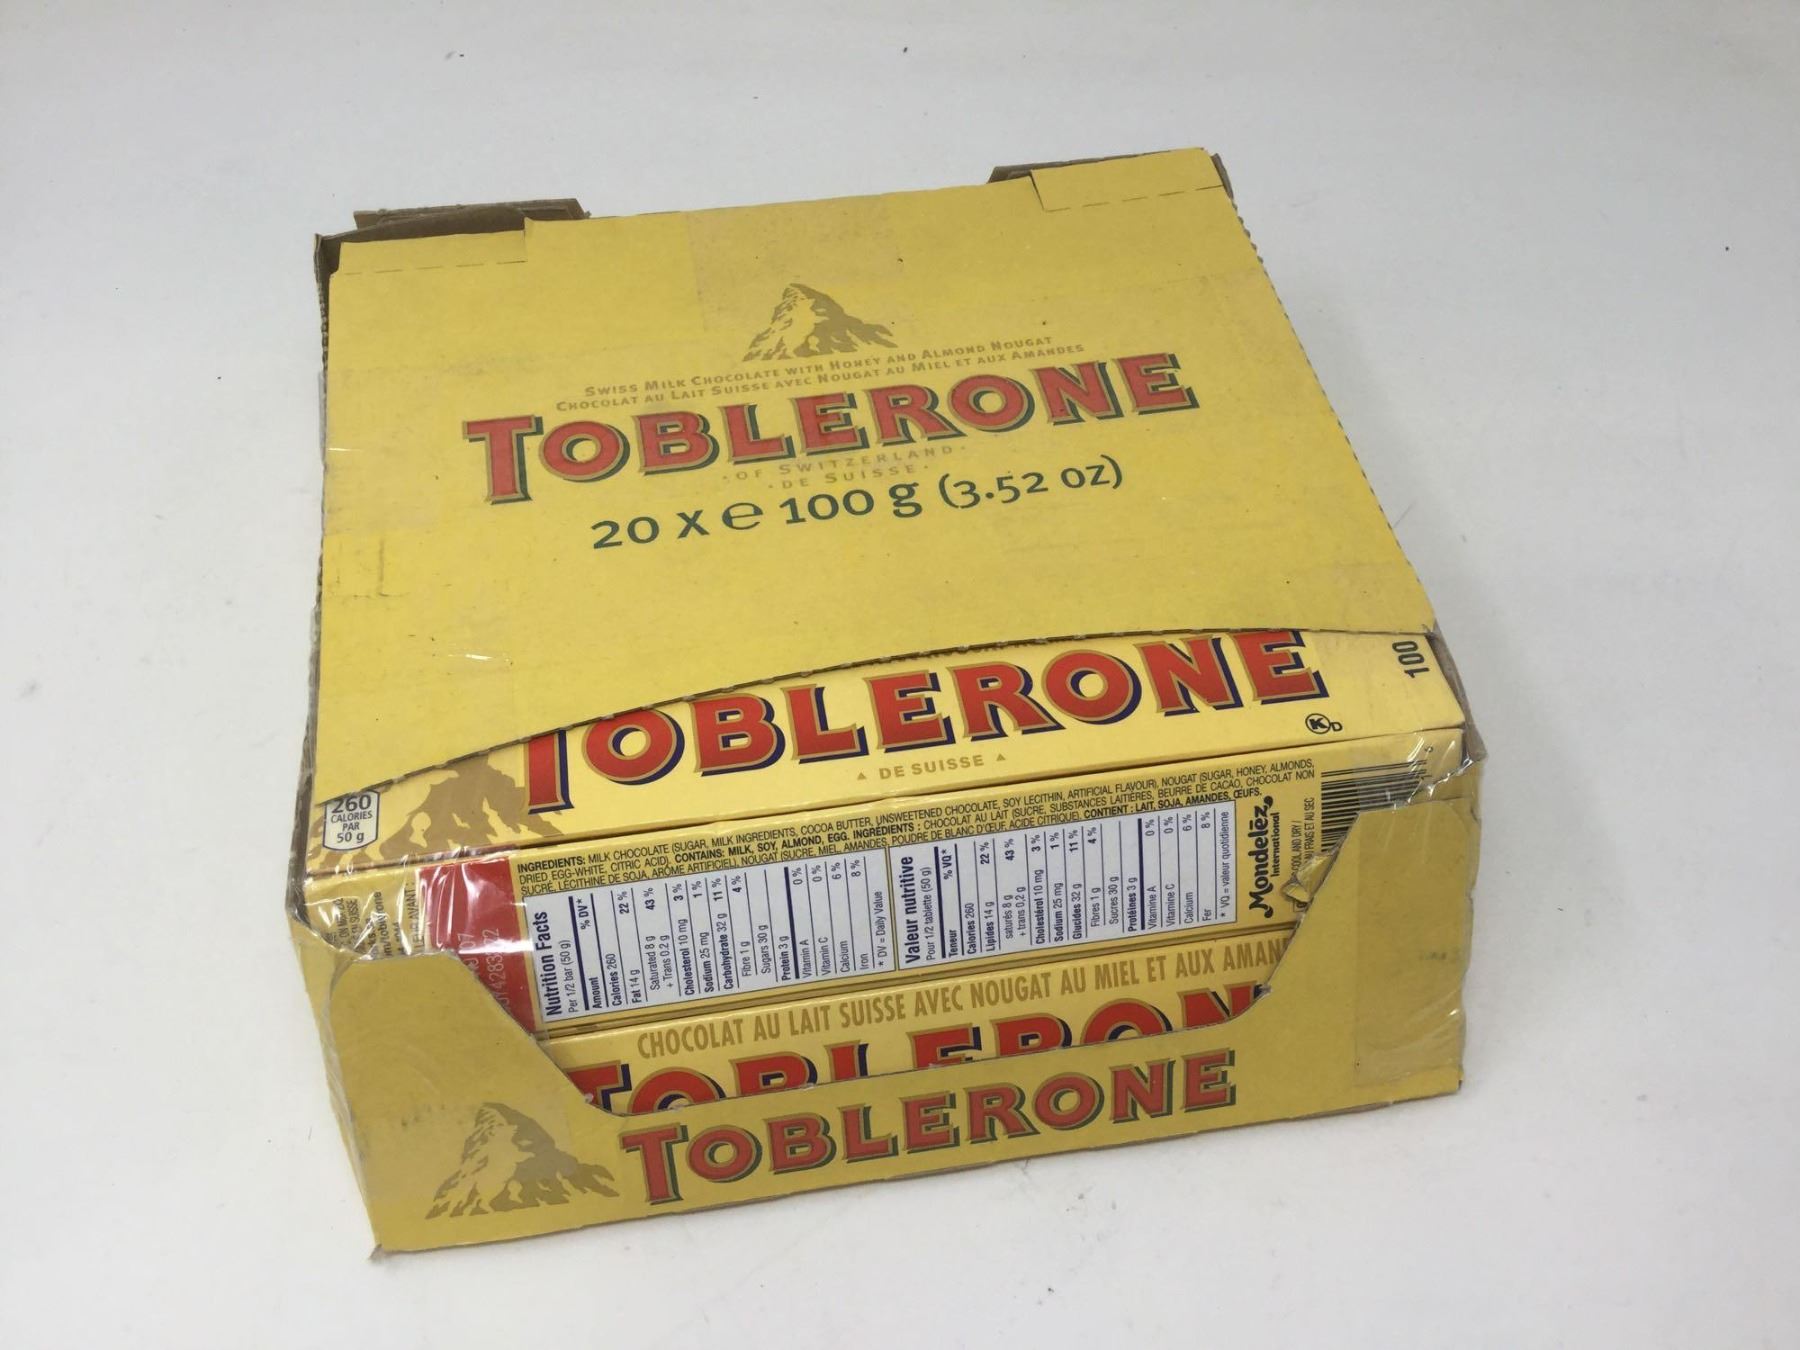 SWISS MILK CHOCOLATE WITH HONEY AND ALMOND NOUGAT
CHOCOLAT AU LAIT SUISSE AVEC NOUGAT AU MIEL ET AUX AMANDES
TOBLERONE
·OF SWITZERLAND·
·DE SUISSE·
20 x e 100 g (3.52 oz)
TOBLERONE
DE SUISSE
KD
100
260
CALORIES
PAR
50 g
INGREDIENTS: MILK CHOCOLATE (SUGAR, MILK INGREDIENTS, COCOA BUTTER, UNSWEETENED CHOCOLATE, SOY LECITHIN, ARTIFICIAL FLAVOUR), NOUGAT (SUGAR, HONEY, ALMONDS,
DRIED EGG-WHITE, CITRIC ACID). CONTAINS: MILK, SOY, ALMOND, EGG. INGRÉDIENTS : CHOCOLAT AU LAIT (SUCRE, SUBSTANCES LAITIÈRES, BEURRE DE CACAO, CHOCOLAT NON
SUCRÉ, LÉCITHINE DE SOJA, ARÔME ARTIFICIEL), NOUGAT (SUCRE, MIEL, AMANDES, POUDRE DE BLANC D'ŒUF, ACIDE CITRIQUE). CONTIENT : LAIT, SOJA, AMANDES, ŒUFS.
Nutrition Facts
Per 1/2 bar (50 g)
Amount % DV*
Calories 260
Fat 14 g 22 %
Saturated 8 g
+ Trans 0.2 g 43 %
Cholesterol 10 mg 3 %
Sodium 25 mg 1 %
Carbohydrate 32 g 11 %
Fibre 1 g 4 %
Sugars 30 g
Protein 3 g
Vitamin A 0 %
Vitamin C 0 %
Calcium 6 %
Iron 8 %
* DV = Daily Value
Valeur nutritive
Pour 1/2 tablette (50 g)
Teneur % VQ*
Calories 260
Lipides 14 g 22 %
saturés 8 g
+ trans 0,2 g 43 %
Cholestérol 10 mg 3 %
Sodium 25 mg 1 %
Glucides 32 g 11 %
Fibres 1 g 4 %
Sucres 30 g
Protéines 3 g
Vitamine A 0 %
Vitamine C 0 %
Calcium 6 %
Fer 8 %
* VQ = valeur quotidienne
Mondelēz
International
CHOCOLAT AU LAIT SUISSE AVEC NOUGAT AU MIEL ET AUX AMAN
TOBLERON
TOBLERONE